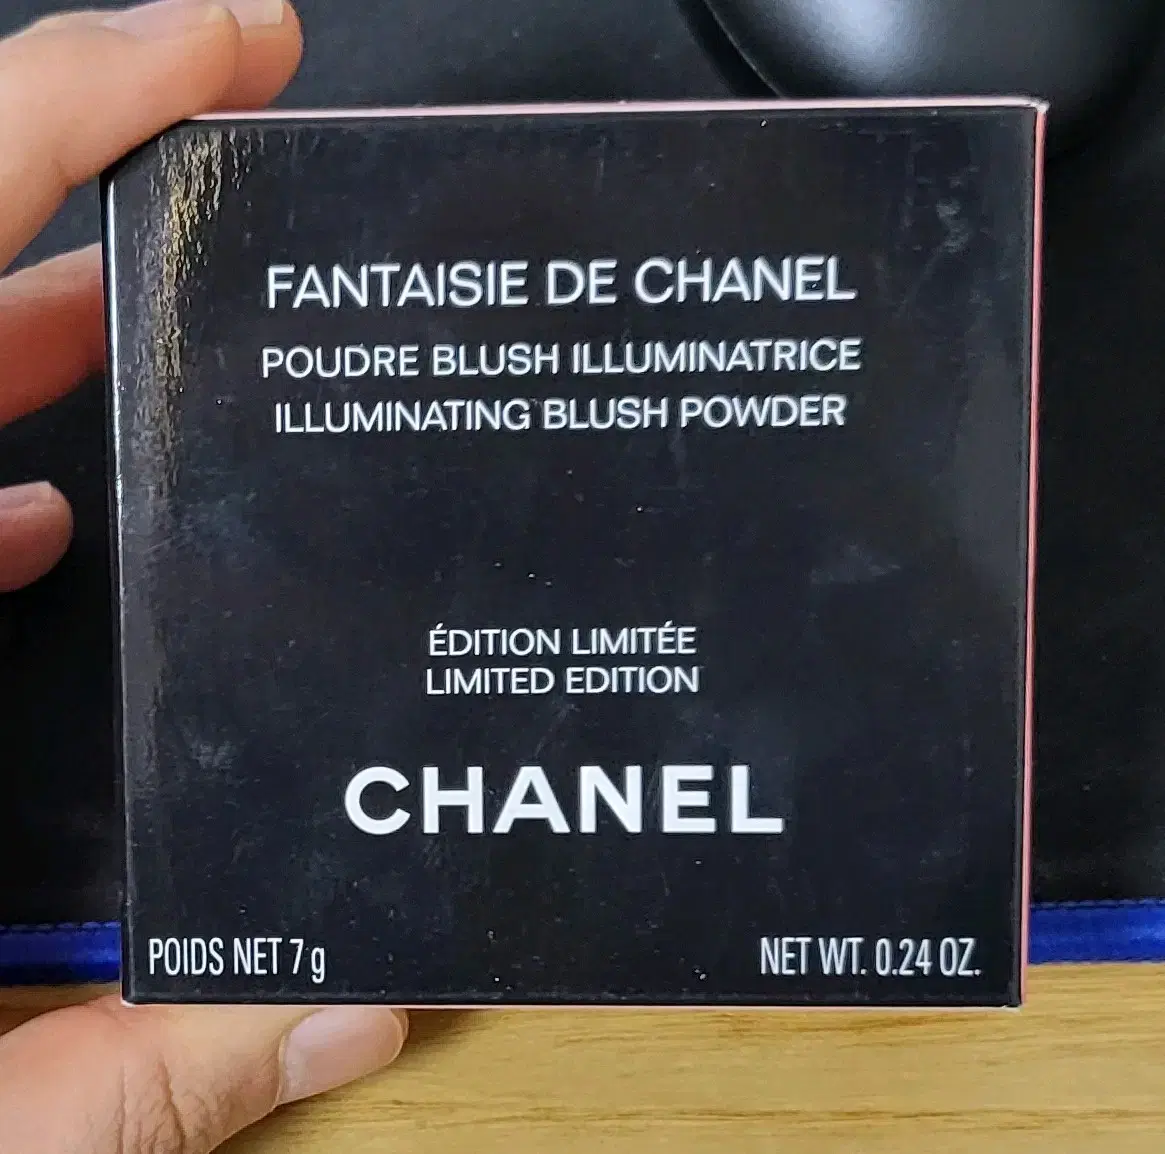 FANTAISIE DE CHANEL
POUDRE BLUSH ILLUMINATRICE
ILLUMINATING BLUSH POWDER
ÉDITION LIMITÉE
LIMITED EDITION
CHANEL
POIDS NET 7 g
NET WT. 0.24 OZ.